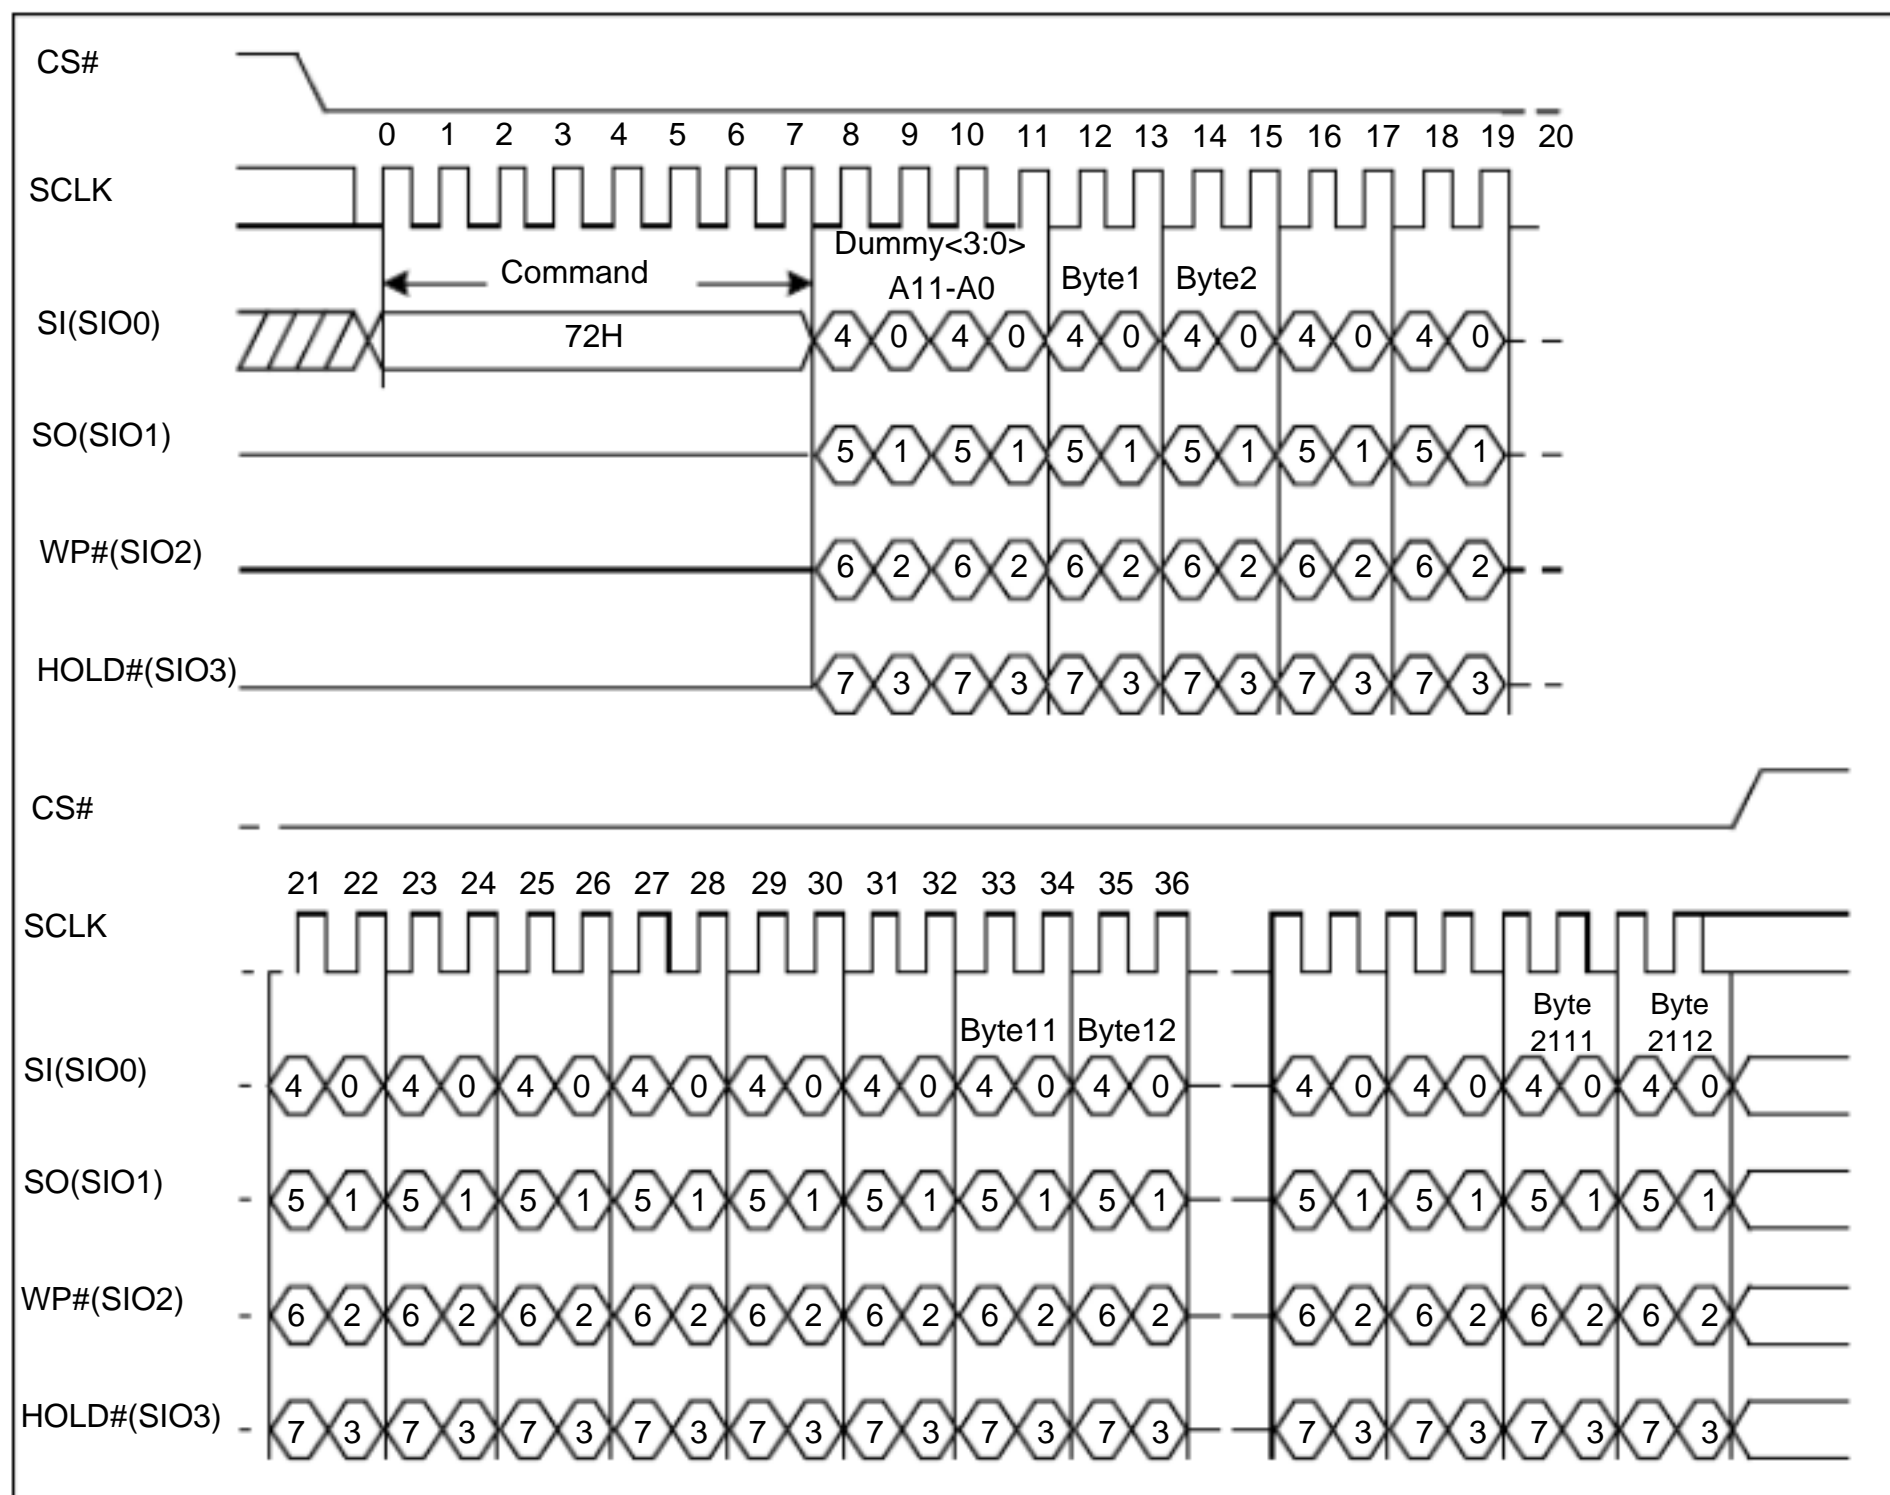 CS#
0 1 2 3 4 5 6 7 8 9 10 11 12 13 14 15 16 17 18 19 20
SCLK
Dummy<3:0>
Command A11-A0 Byte1 Byte2
SI(SIO0) 72H 4 0 4 0 4 0 4 0 4 0 4 0
SO(SIO1) 5 1 5 1 5 1 5 1 5 1 5 1
WP#(SIO2) 6 2 6 2 6 2 6 2 6 2 6 2
HOLD#(SIO3) 7 3 7 3 7 3 7 3 7 3 7 3
CS#
21 22 23 24 25 26 27 28 29 30 31 32 33 34 35 36
SCLK
Byte11 Byte12 Byte 2111 Byte 2112
SI(SIO0) 4 0 4 0 4 0 4 0 4 0 4 0 4 0 4 0 4 0 4 0 4 0 4 0
SO(SIO1) 5 1 5 1 5 1 5 1 5 1 5 1 5 1 5 1 5 1 5 1 5 1 5 1
WP#(SIO2) 6 2 6 2 6 2 6 2 6 2 6 2 6 2 6 2 6 2 6 2 6 2 6 2
HOLD#(SIO3) 7 3 7 3 7 3 7 3 7 3 7 3 7 3 7 3 7 3 7 3 7 3 7 3